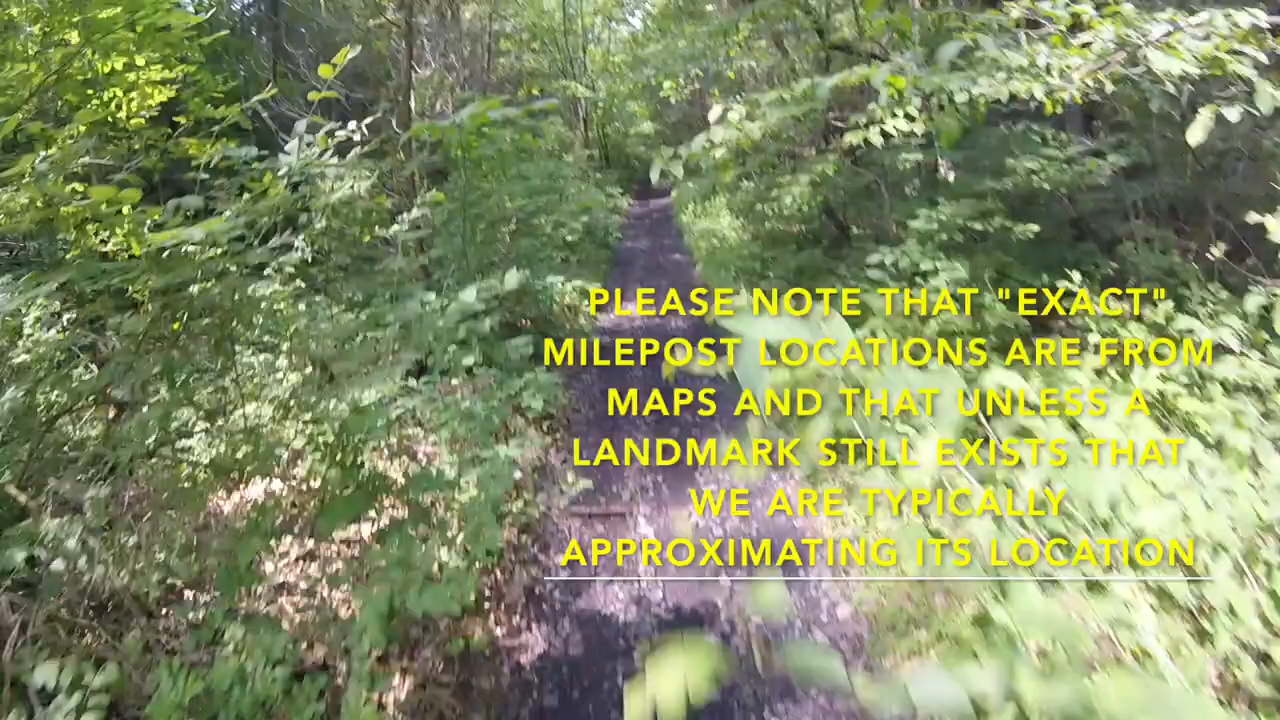 PLEASE NOTE THAT "EXACT"
MILEPOST LOCATIONS ARE FROM
MAPS AND THAT UNLESS A
LANDMARK STILL EXISTS THAT
WE ARE TYPICALLY
APPROXIMATING ITS LOCATION